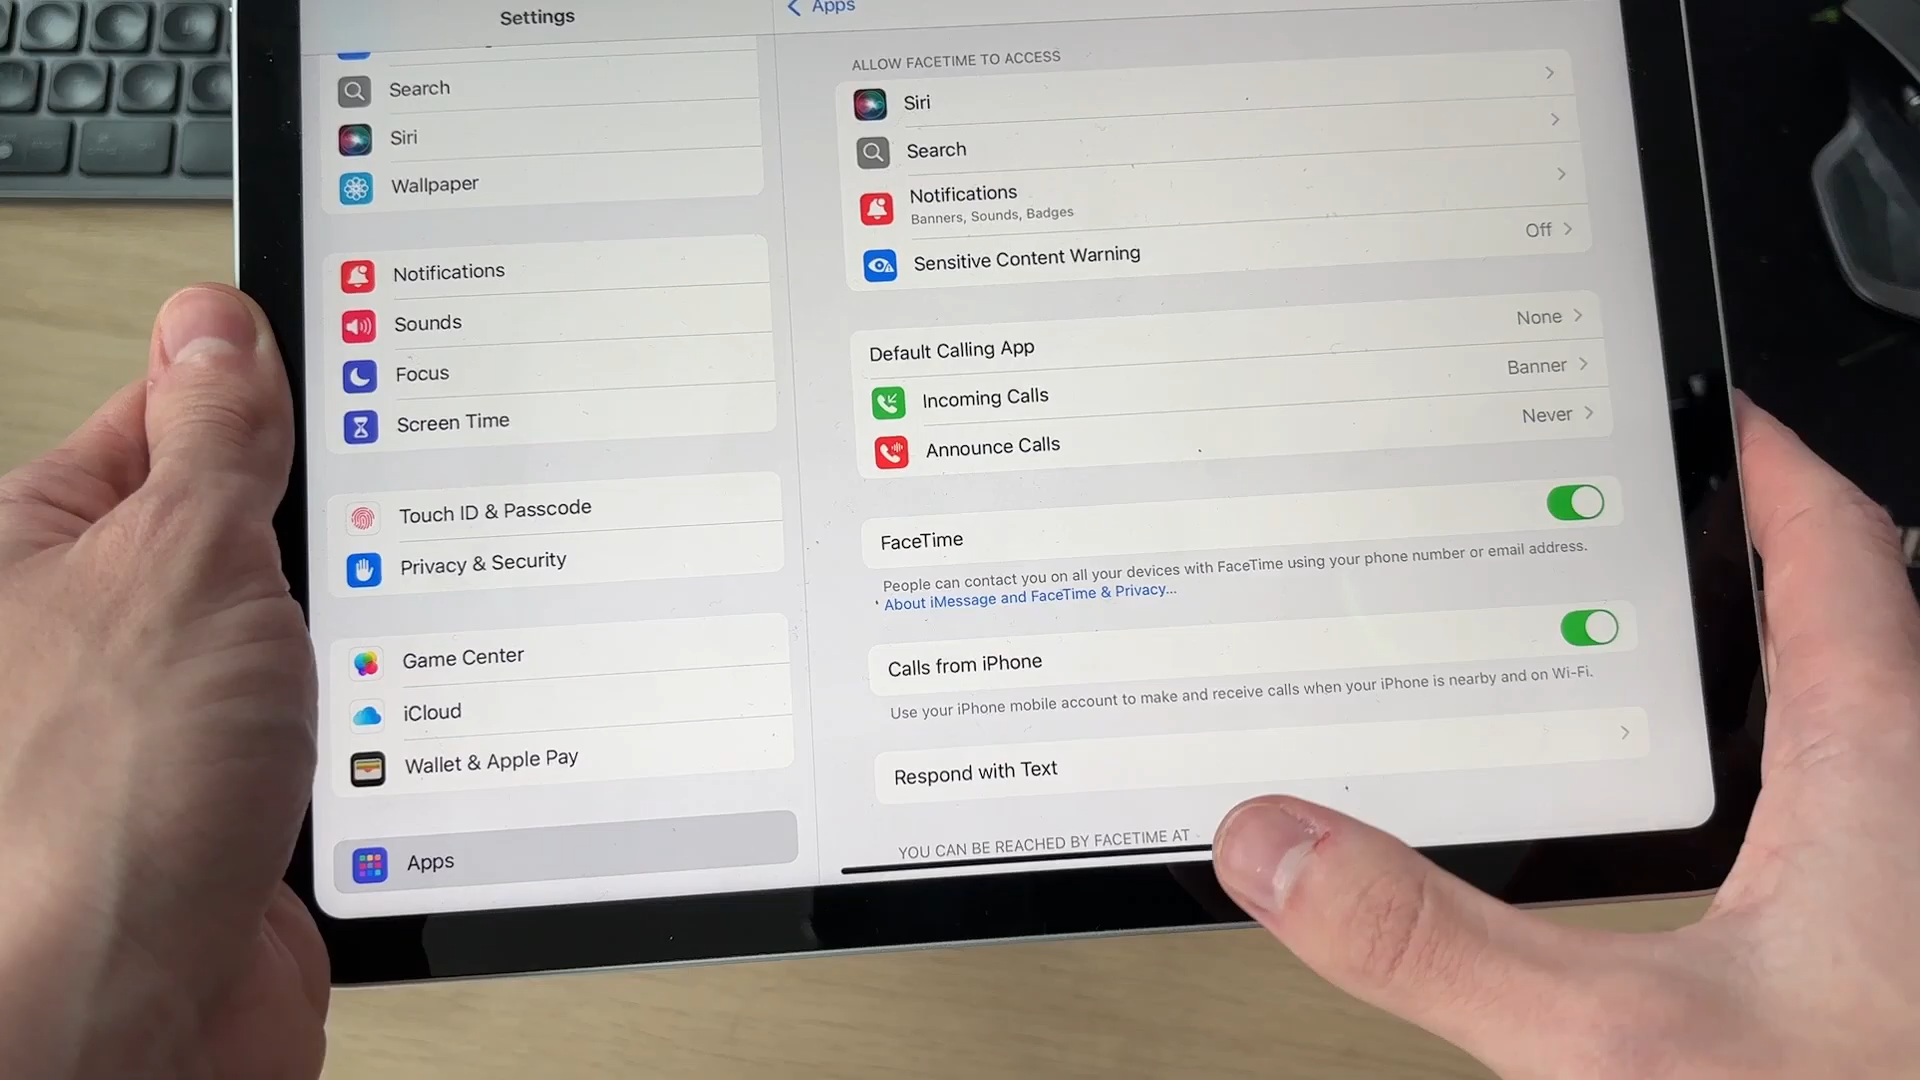 Settings
Search
Siri
Wallpaper
Notifications
Sounds
Focus
Screen Time
Touch ID & Passcode
Privacy & Security
Game Center
iCloud
Wallet & Apple Pay
Apps
Apps
ALLOW FACETIME TO ACCESS
Siri
Search
Notifications
Banners, Sounds, Badges
Sensitive Content Warning Off
Default Calling App None
Incoming Calls Banner
Announce Calls Never
FaceTime
People can contact you on all your devices with FaceTime using your phone number or email address.
About iMessage and FaceTime & Privacy...
Calls from iPhone
Use your iPhone mobile account to make and receive calls when your iPhone is nearby and on Wi-Fi.
Respond with Text
YOU CAN BE REACHED BY FACETIME AT